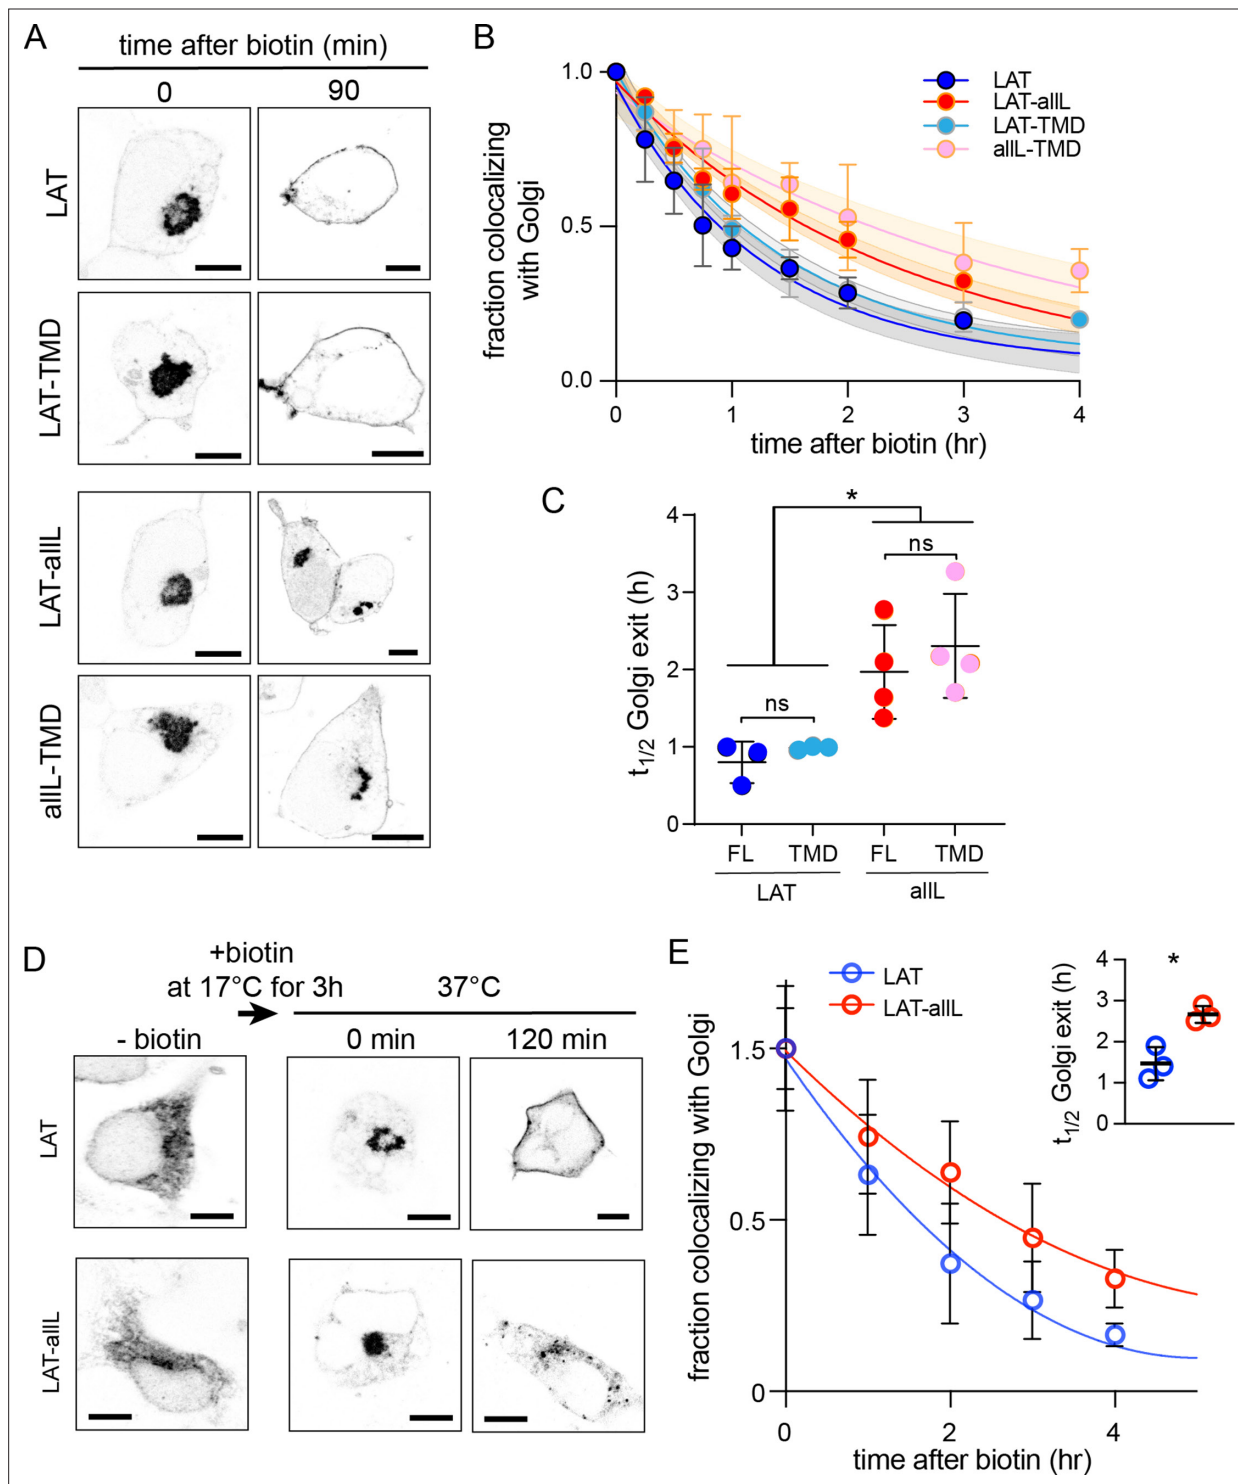 A
time after biotin (min)
0
90
LAT
LAT-TMD
LAT-allL
allL-TMD
B
fraction colocalizing
with Golgi
1.0
0.5
0.0
0
1
2
3
4
time after biotin (hr)
LAT
LAT-allL
LAT-TMD
allL-TMD
C
t1/2 Golgi exit (h)
4
3
2
1
0
*
ns
ns
FL
TMD
FL
TMD
LAT
allL
D
+biotin
at 17°C for 3h
37°C
- biotin
0 min
120 min
LAT
LAT-allL
E
LAT
LAT-allL
fraction colocalizing with Golgi
1.5
0.5
0
0
2
4
time after biotin (hr)
t1/2 Golgi exit (h)
4
3
2
1
0
*